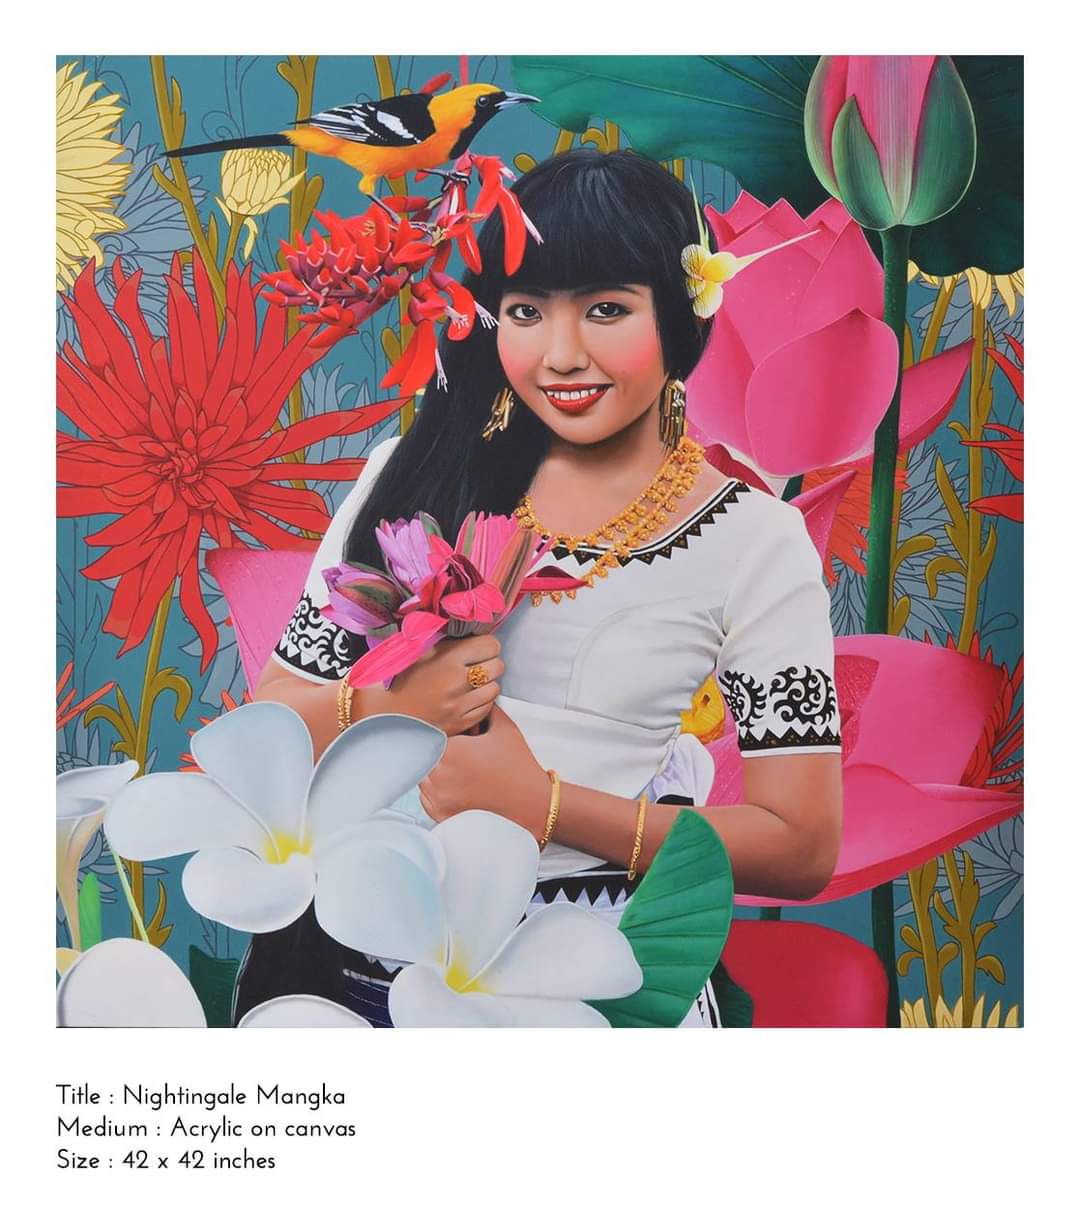 Title : Nightingale Mangka
Medium : Acrylic on canvas
Size : 42 x 42 inches